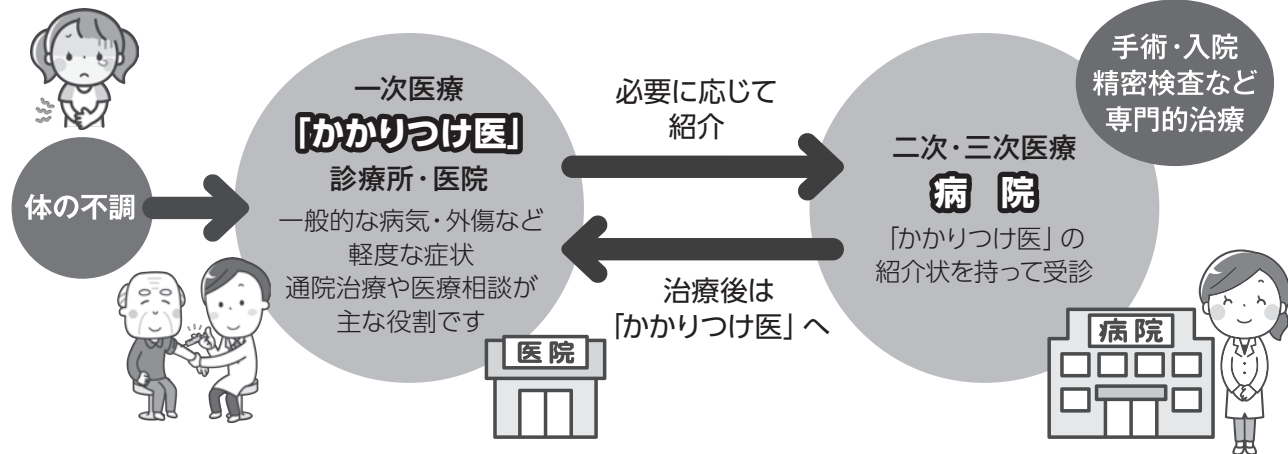 体の不調
一次医療
「かかりつけ医」
診療所・医院
一般的な病気・外傷など
軽度な症状
通院治療や医療相談が
主な役割です
医院
必要に応じて
紹介
治療後は
「かかりつけ医」へ
手術・入院
精密検査など
専門的治療
二次・三次医療
病 院
「かかりつけ医」の
紹介状を持って受診
病院